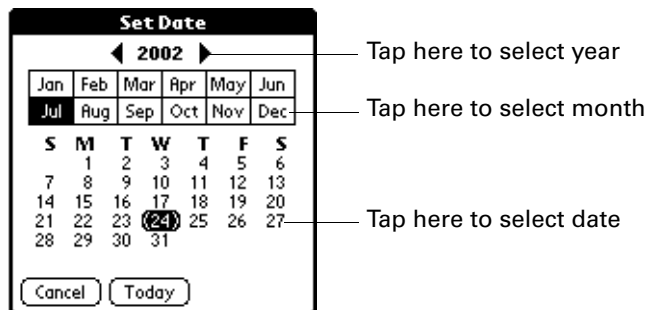 Set Date
2002 Tap here to select year
Jan Feb Mar Apr May Jun
Jul Aug Sep Oct Nov Dec Tap here to select month
S M T W T F S
1 2 3 4 5 6
7 8 9 10 11 12 13
14 15 16 17 18 19 20
21 22 23 (24) 25 26 27 Tap here to select date
28 29 30 31
Cancel Today